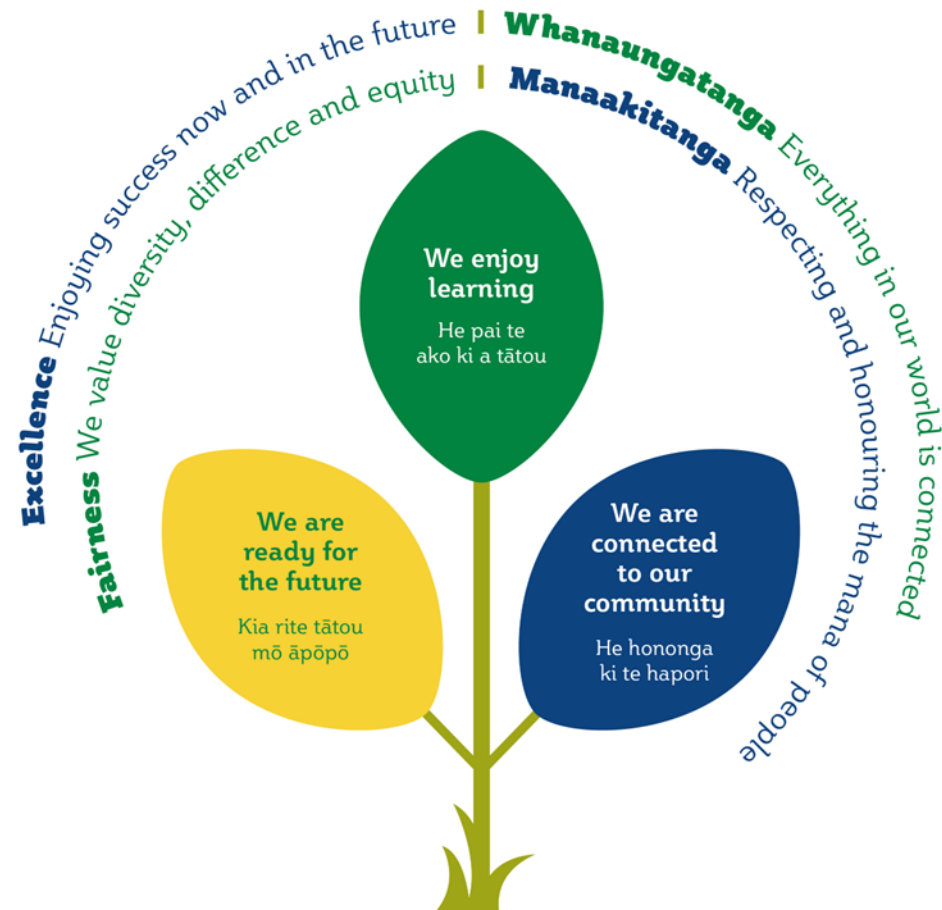 Excellence Enjoying success now and in the future
Whanaungatanga Everything in our world is connected
Fairness We value diversity, difference and equity
Manaakitanga Respecting and honouring the mana of people
We enjoy
learning
He pai te
ako ki a tātou
We are
ready for
the future
Kia rite tātou
mō āpōpō
We are
connected
to our
community
He hononga
ki te hapori